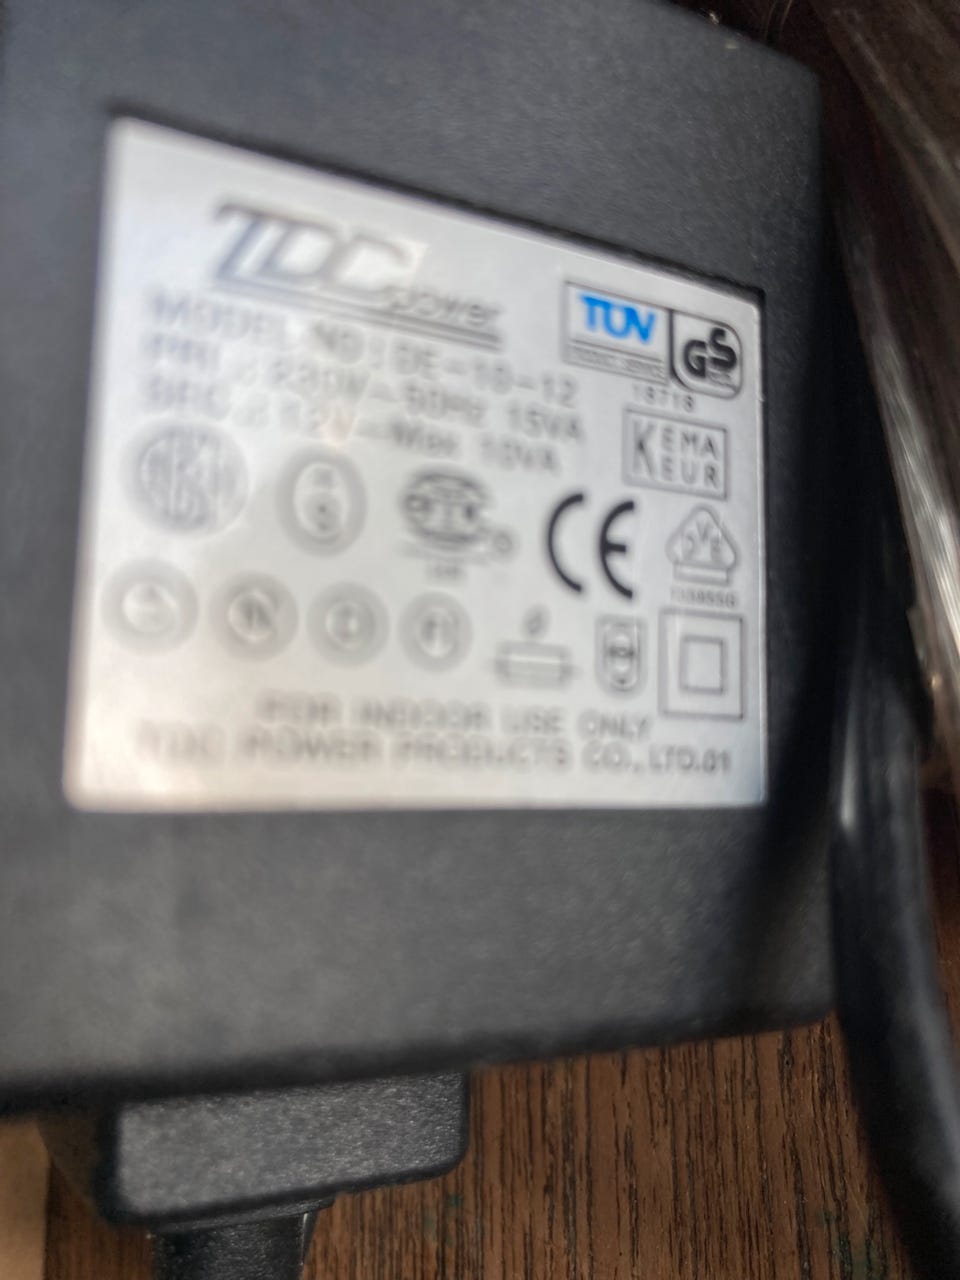 TDC power
MODEL NO : DE-10-12
PRI : 230V~50Hz 15VA
SEC : 12V~Max 10VA
TÜV
GS
18718
KEMA
KEUR
CE
D V E
FOR INDOOR USE ONLY
TDC POWER PRODUCTS CO., LTD.01